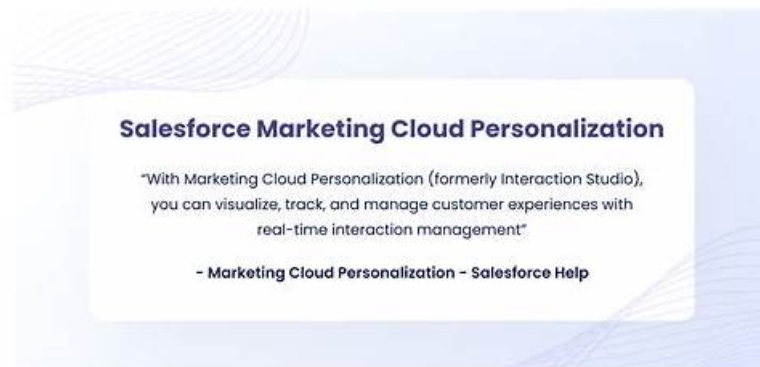 Salesforce Marketing Cloud Personalization
“With Marketing Cloud Personalization (formerly Interaction Studio),
you can visualize, track, and manage customer experiences with
real-time interaction management”
- Marketing Cloud Personalization - Salesforce Help